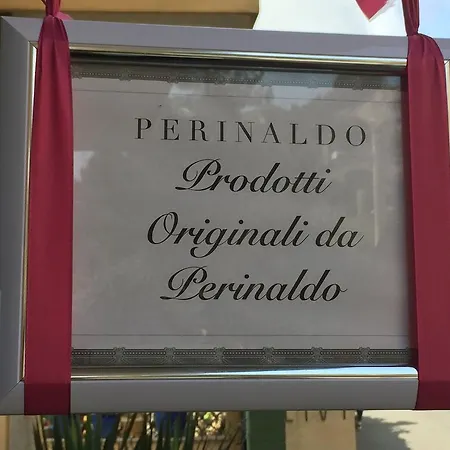 PERINALDO
Prodotti
Originali da
Perinaldo